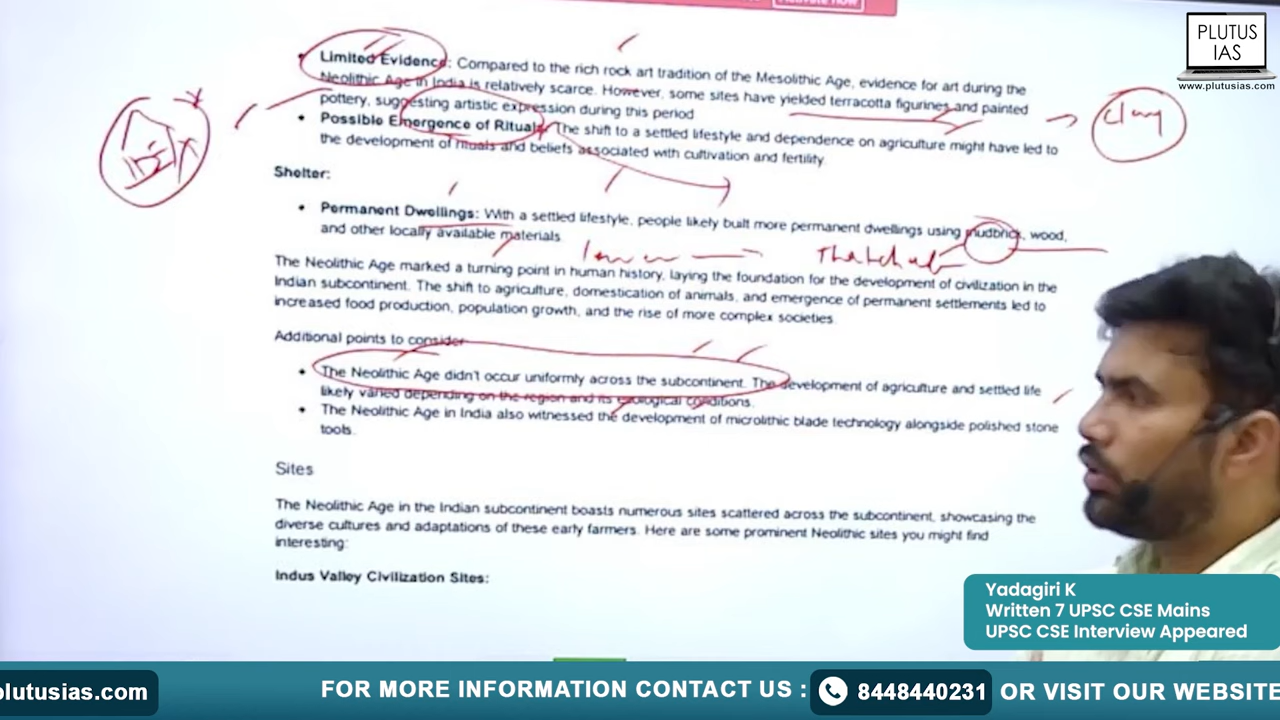 PLUTUS
IAS
www.plutusias.com
• Limited Evidence: Compared to the rich rock art tradition of the Mesolithic Age, evidence for art during the
Neolithic Age in India is relatively scarce. However, some sites have yielded terracotta figurines and painted
pottery, suggesting artistic expression during this period
clay
• Possible Emergence of Rituals: The shift to a settled lifestyle and dependence on agriculture might have led to
the development of rituals and beliefs associated with cultivation and fertility
Shelter:
• Permanent Dwellings: With a settled lifestyle, people likely built more permanent dwellings using mudbrick, wood,
and other locally available materials.
The Neolithic Age marked a turning point in human history, laying the foundation for the development of civilization in the
Indian subcontinent. The shift to agriculture, domestication of animals, and emergence of permanent settlements led to
increased food production, population growth, and the rise of more complex societies.
Additional points to consider
• The Neolithic Age didn't occur uniformly across the subcontinent. The development of agriculture and settled life
likely varied depending on the region and its conditions.
• The Neolithic Age in India also witnessed the development of microlithic blade technology alongside polished stone
tools.
Sites
The Neolithic Age in the Indian subcontinent boasts numerous sites scattered across the subcontinent, showcasing the
diverse cultures and adaptations of these early farmers. Here are some prominent Neolithic sites you might find
interesting:
Indus Valley Civilization Sites:
Yadagiri K
Written 7 UPSC CSE Mains
UPSC CSE Interview Appeared
plutusias.com
FOR MORE INFORMATION CONTACT US : 8448440231 OR VISIT OUR WEBSITE